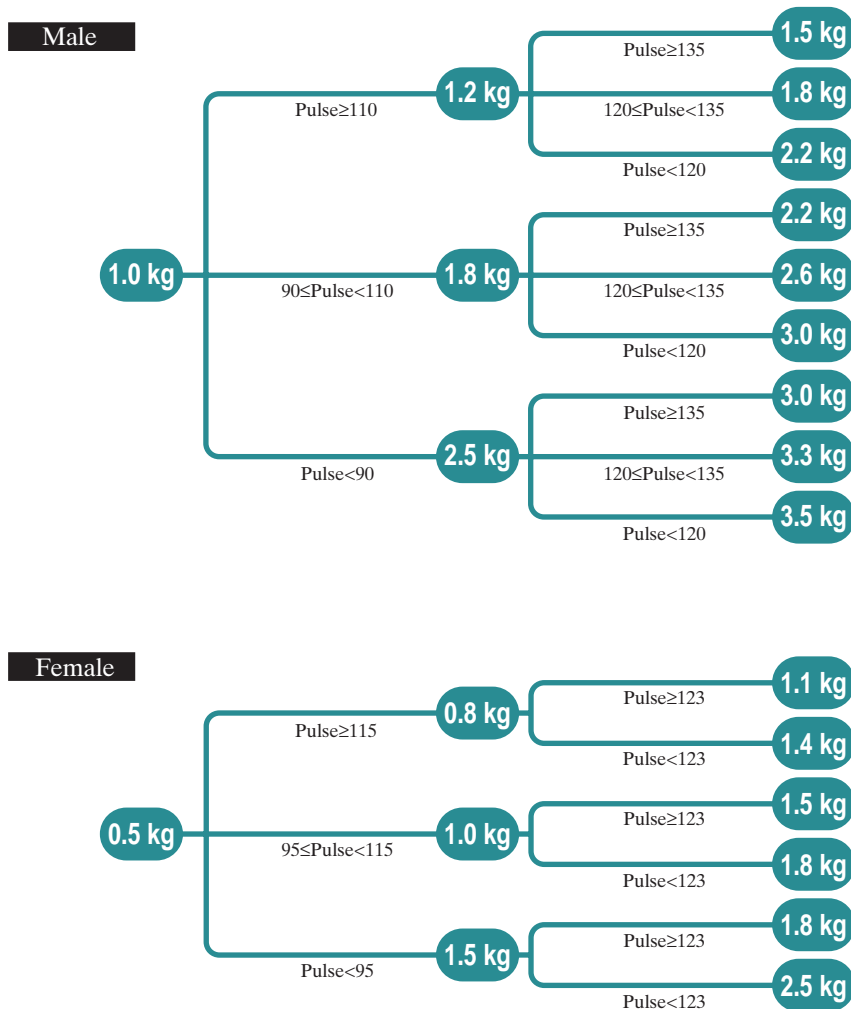 Male
1.5 kg
Pulse≥135
1.2 kg
1.8 kg
Pulse≥110
120≤Pulse<135
2.2 kg
Pulse<120
2.2 kg
Pulse≥135
1.0 kg
1.8 kg
2.6 kg
90≤Pulse<110
120≤Pulse<135
3.0 kg
Pulse<120
3.0 kg
Pulse≥135
2.5 kg
3.3 kg
Pulse<90
120≤Pulse<135
3.5 kg
Pulse<120
Female
1.1 kg
Pulse≥123
0.8 kg
Pulse≥115
1.4 kg
Pulse<123
1.5 kg
Pulse≥123
0.5 kg
1.0 kg
95≤Pulse<115
1.8 kg
Pulse<123
1.8 kg
Pulse≥123
1.5 kg
Pulse<95
2.5 kg
Pulse<123